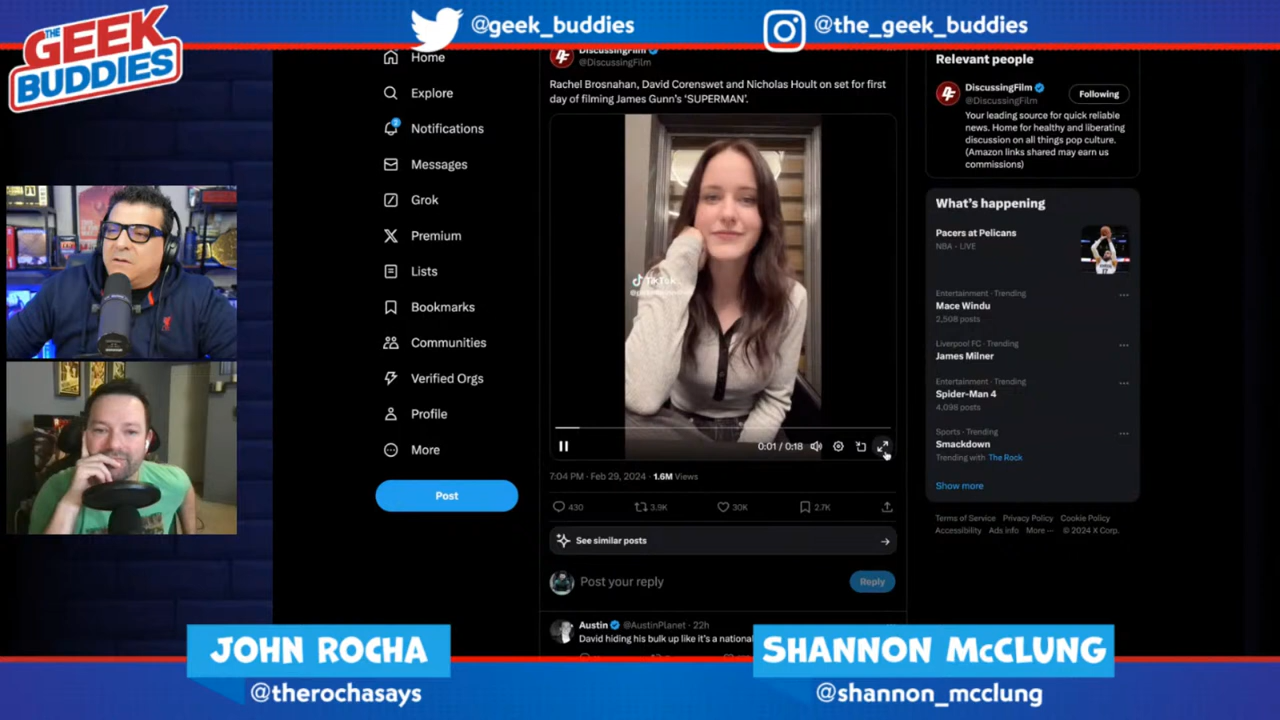 THE
GEEK
BUDDIES
@geek_buddies
@the_geek_buddies
Home
Explore
2
Notifications
Messages
Grok
Premium
Lists
Bookmarks
Communities
Verified Orgs
Profile
More
Post
DiscussingFilm
@DiscussingFilm
Rachel Brosnahan, David Corenswet and Nicholas Hoult on set for first
day of filming James Gunn's 'SUPERMAN'.
TikTok
0:01 / 0:18
7:04 PM · Feb 29, 2024 · 1.6M Views
430
3.9K
30K
2.7K
See similar posts
Post your reply
Reply
Austin @AustinPlanet · 22h
David hiding his bulk up like it's a national
Relevant people
DiscussingFilm
@DiscussingFilm
Following
Your leading source for quick reliable
news. Home for healthy and liberating
discussion on all things pop culture.
(Amazon links shared may earn us
commissions)
What's happening
Pacers at Pelicans
NBA · LIVE
Entertainment · Trending
Mace Windu
2,508 posts
Liverpool FC · Trending
James Milner
Entertainment · Trending
Spider-Man 4
4,098 posts
Sports · Trending
Smackdown
Trending with The Rock
Show more
Terms of Service Privacy Policy Cookie Policy
Accessibility Ads info More ··· © 2024 X Corp.
JOHN ROCHA
@therochasays
SHANNON McCLUNG
@shannon_mcclung